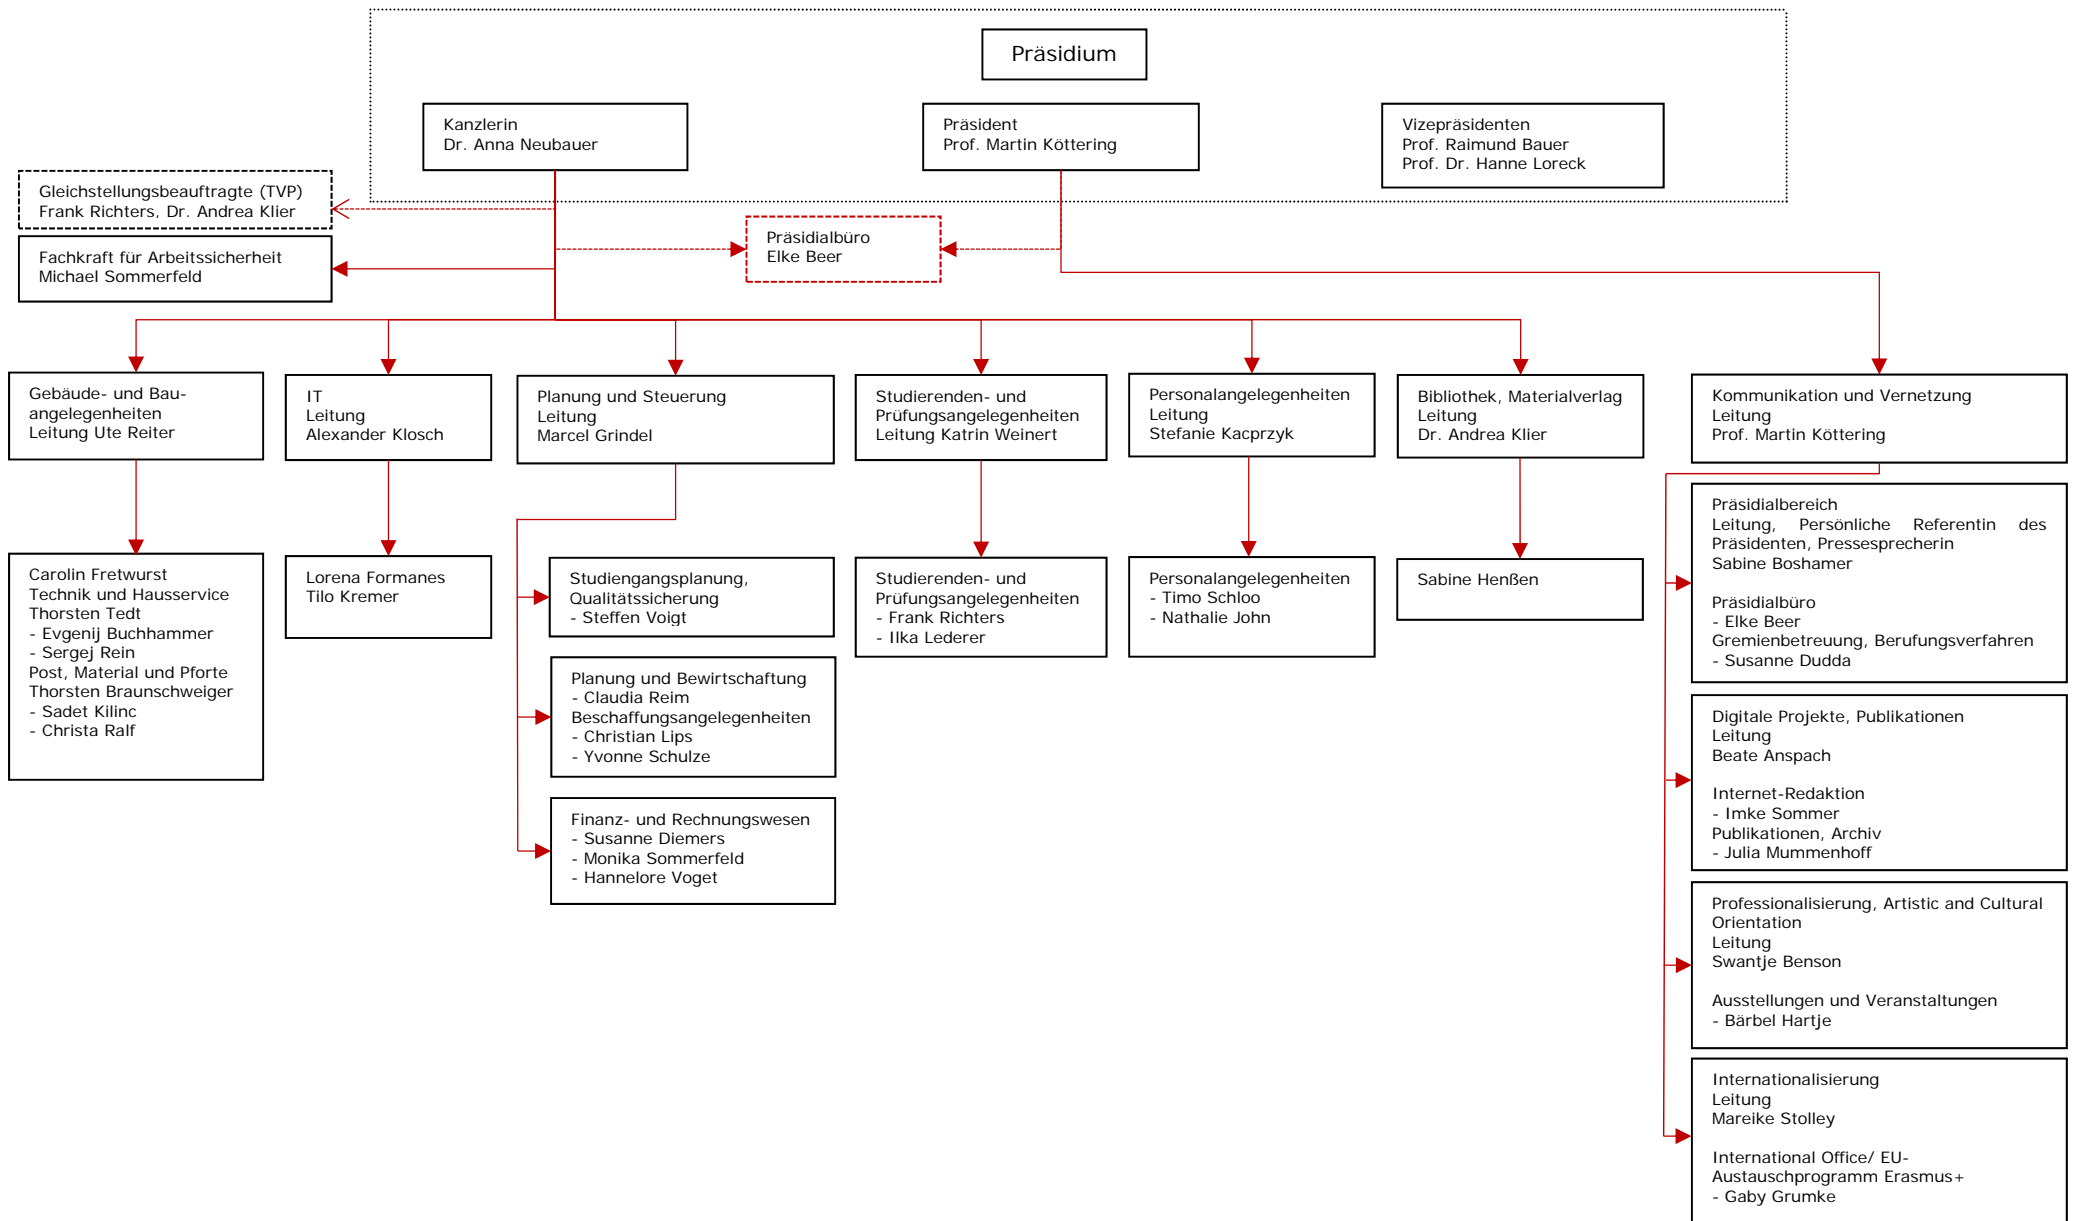 Präsidium
Kanzlerin
Dr. Anna Neubauer
Präsident
Prof. Martin Köttering
Vizepräsidenten
Prof. Raimund Bauer
Prof. Dr. Hanne Loreck
Gleichstellungsbeauftragte (TVP)
Frank Richters, Dr. Andrea Klier
Fachkraft für Arbeitssicherheit
Michael Sommerfeld
Präsidialbüro
Elke Beer
Gebäude- und Bau-
angelegenheiten
Leitung Ute Reiter
IT
Leitung
Alexander Klosch
Planung und Steuerung
Leitung
Marcel Grindel
Studierenden- und
Prüfungsangelegenheiten
Leitung Katrin Weinert
Personalangelegenheiten
Leitung
Stefanie Kacprzyk
Bibliothek, Materialverlag
Leitung
Dr. Andrea Klier
Kommunikation und Vernetzung
Leitung
Prof. Martin Köttering
Carolin Fretwurst
Technik und Hausservice
Thorsten Tedt
- Evgenij Buchhammer
- Sergej Rein
Post, Material und Pforte
Thorsten Braunschweiger
- Sadet Kilinc
- Christa Ralf
Lorena Formanes
Tilo Kremer
Studiengangsplanung,
Qualitätssicherung
- Steffen Voigt
Planung und Bewirtschaftung
- Claudia Reim
Beschaffungsangelegenheiten
- Christian Lips
- Yvonne Schulze
Finanz- und Rechnungswesen
- Susanne Diemers
- Monika Sommerfeld
- Hannelore Voget
Studierenden- und
Prüfungsangelegenheiten
- Frank Richters
- Ilka Lederer
Personalangelegenheiten
- Timo Schloo
- Nathalie John
Sabine Henßen
Präsidialbereich
Leitung, Persönliche Referentin des
Präsidenten, Pressesprecherin
Sabine Boshamer
Präsidialbüro
- Elke Beer
Gremienbetreuung, Berufungsverfahren
- Susanne Dudda
Digitale Projekte, Publikationen
Leitung
Beate Anspach
Internet-Redaktion
- Imke Sommer
Publikationen, Archiv
- Julia Mummenhoff
Professionalisierung, Artistic and Cultural
Orientation
Leitung
Swantje Benson
Ausstellungen und Veranstaltungen
- Bärbel Hartje
Internationalisierung
Leitung
Mareike Stolley
International Office/ EU-
Austauschprogramm Erasmus+
- Gaby Grumke